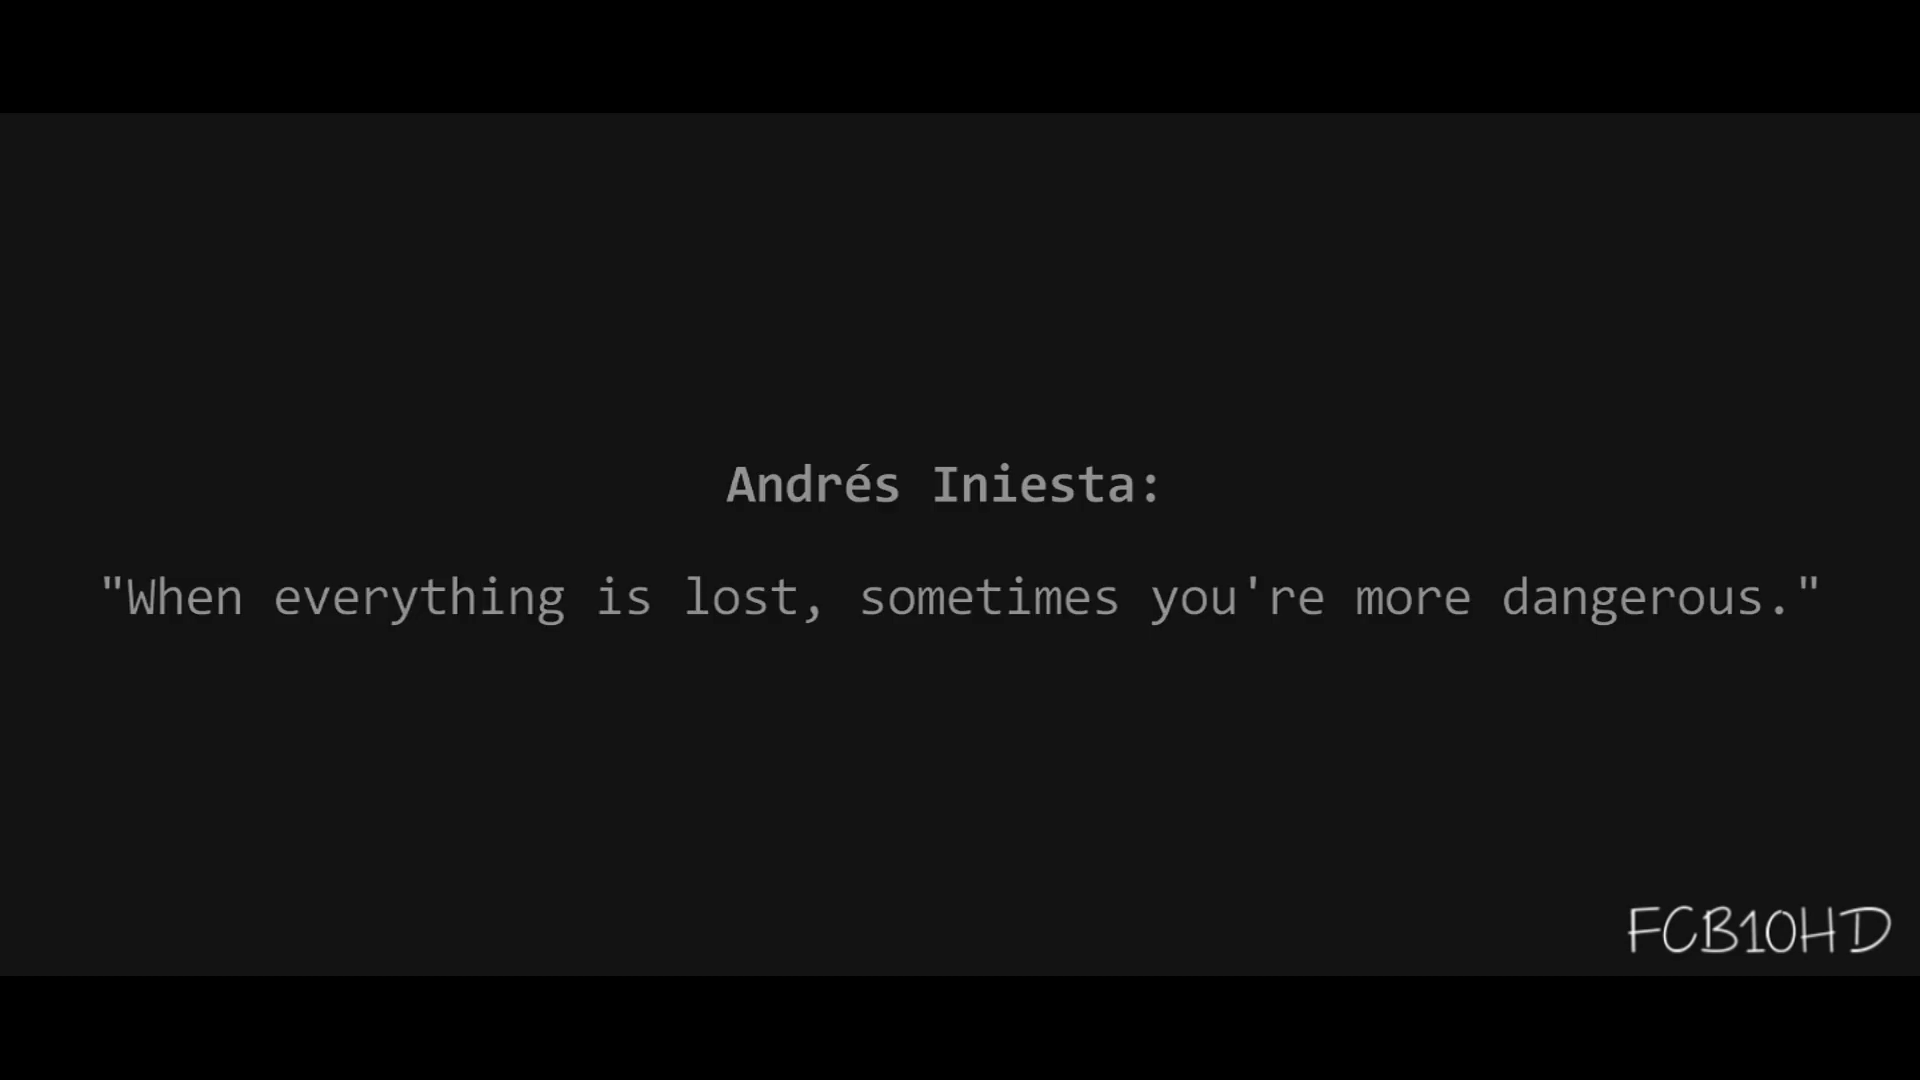 Andrés Iniesta:
"When everything is lost, sometimes you're more dangerous."
FCB10HD